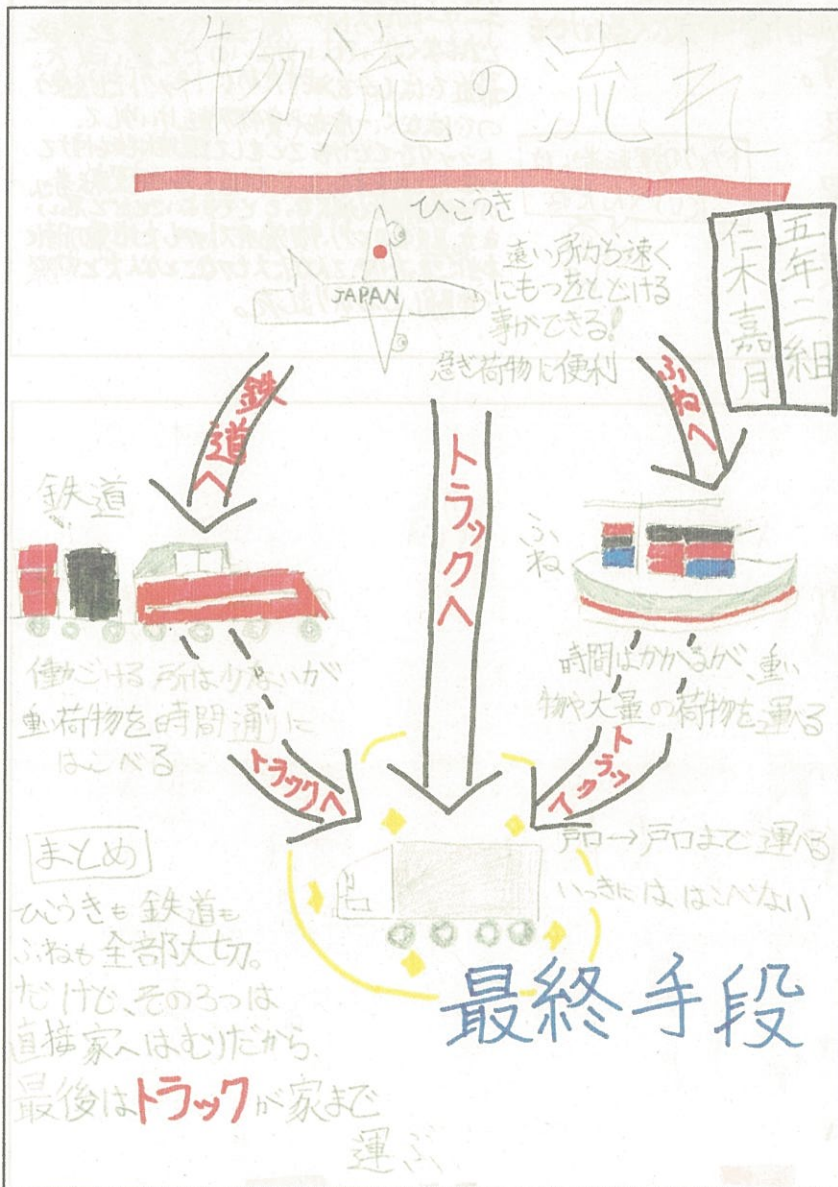 物流の流れ
五年二組
仁木嘉月
ひこうき
JAPAN
遠い所から速く
にもつをとどける
事ができる!
急ぎ荷物に便利
鉄道へ
トラックへ
ふねへ
鉄道
ふね
働ごける所は少ないが
重荷物を時間通りに
はこべる
時間はかかるが、重い
物や大量の荷物を運べる
トラックへ
トラックへ
戸口→戸口まで運べる
いっきには はこべない
最終手段
まとめ
ひこうきも鉄道も
ふねも全部大切。
だけど、その3つは
直接家へはむりだから、
最後はトラックが家まで
運ぶ